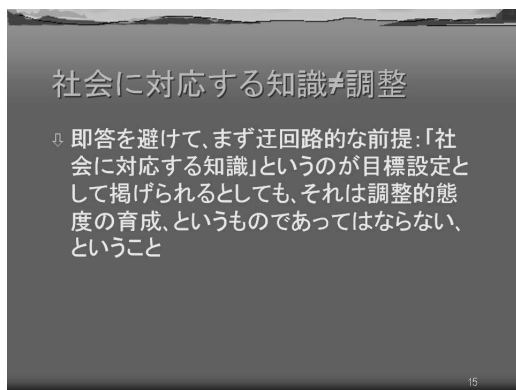 社会に対応する知識≠調整
⇩ 即答を避けて、まず迂回路的な前提：「社
会に対応する知識」というのが目標設定と
して掲げられるとしても、それは調整的態
度の育成、というものであってはならない、
ということ
15